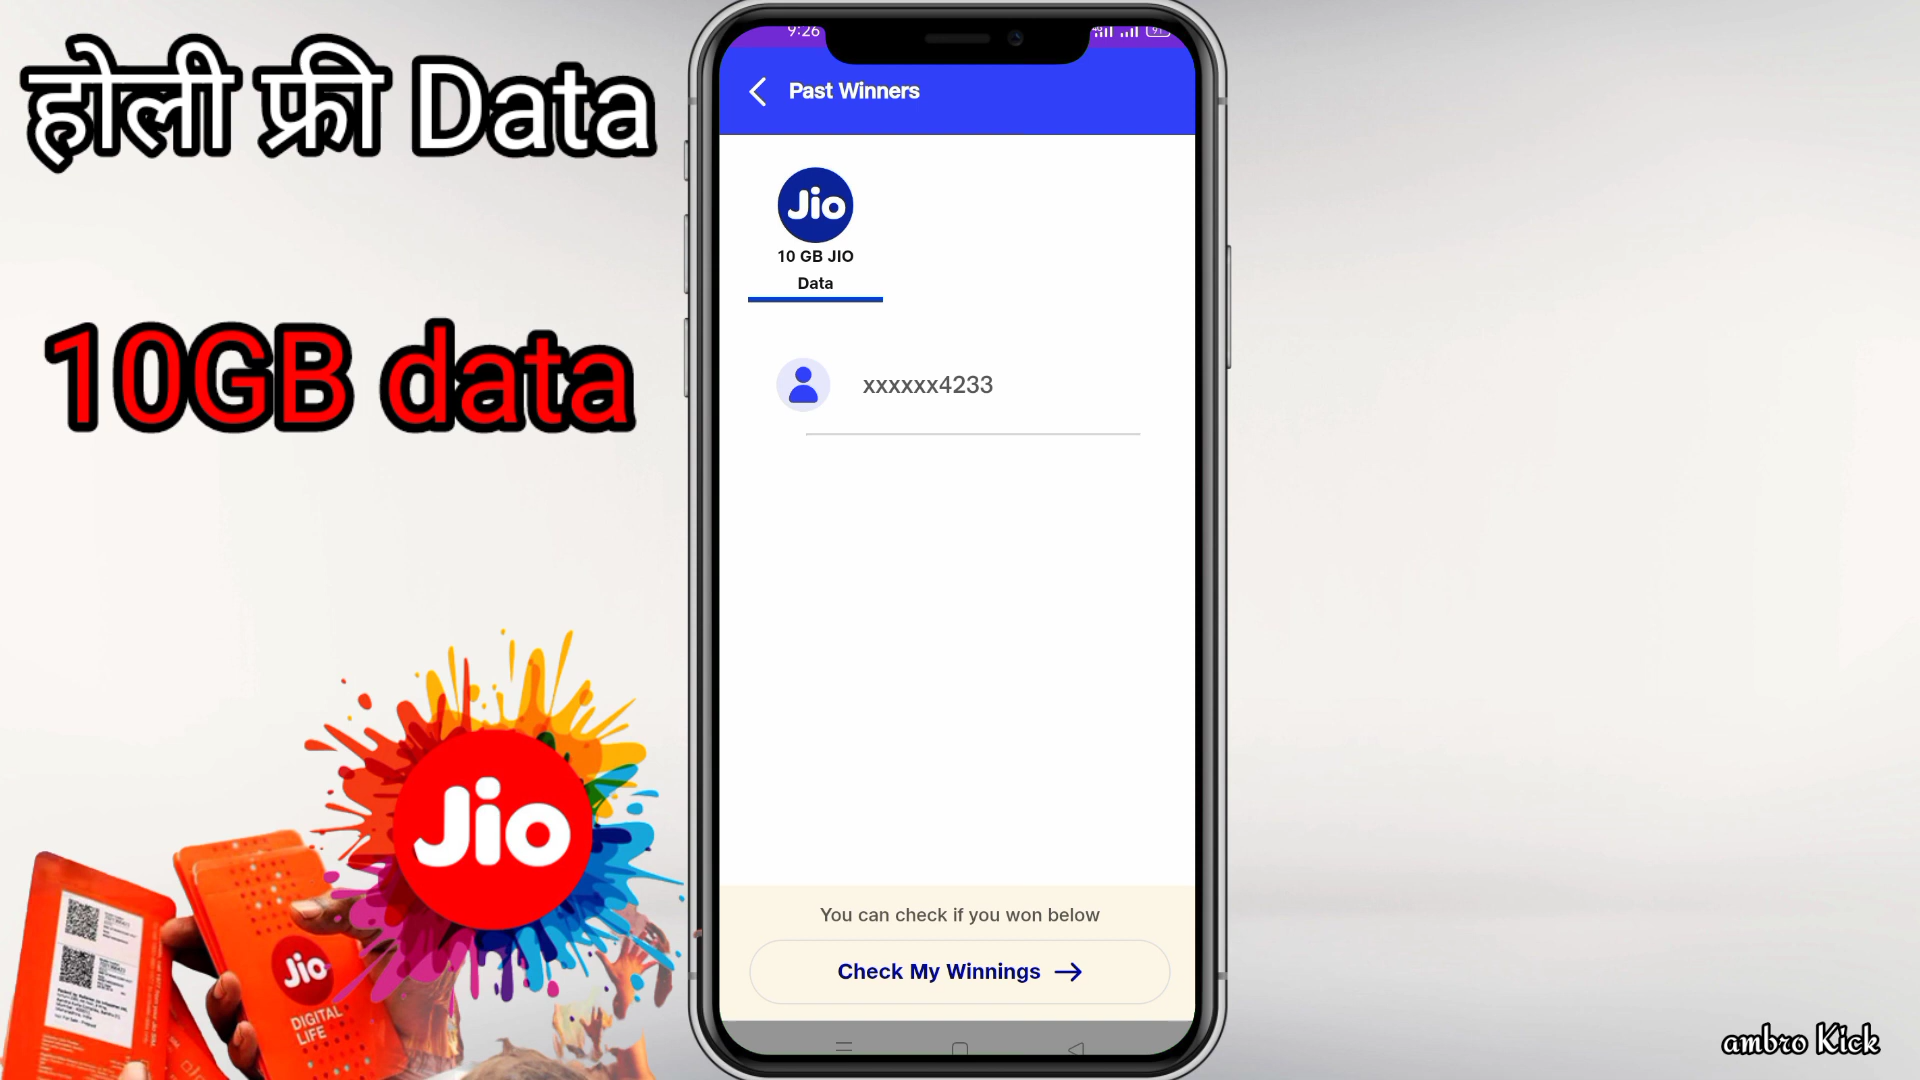 होली फ्री Data
10GB data
9:26
91
Past Winners
Jio
10 GB JIO
Data
xxxxxx4233
You can check if you won below
Check My Winnings
Jio
Jio
DIGITAL
LIFE
ambro Kick